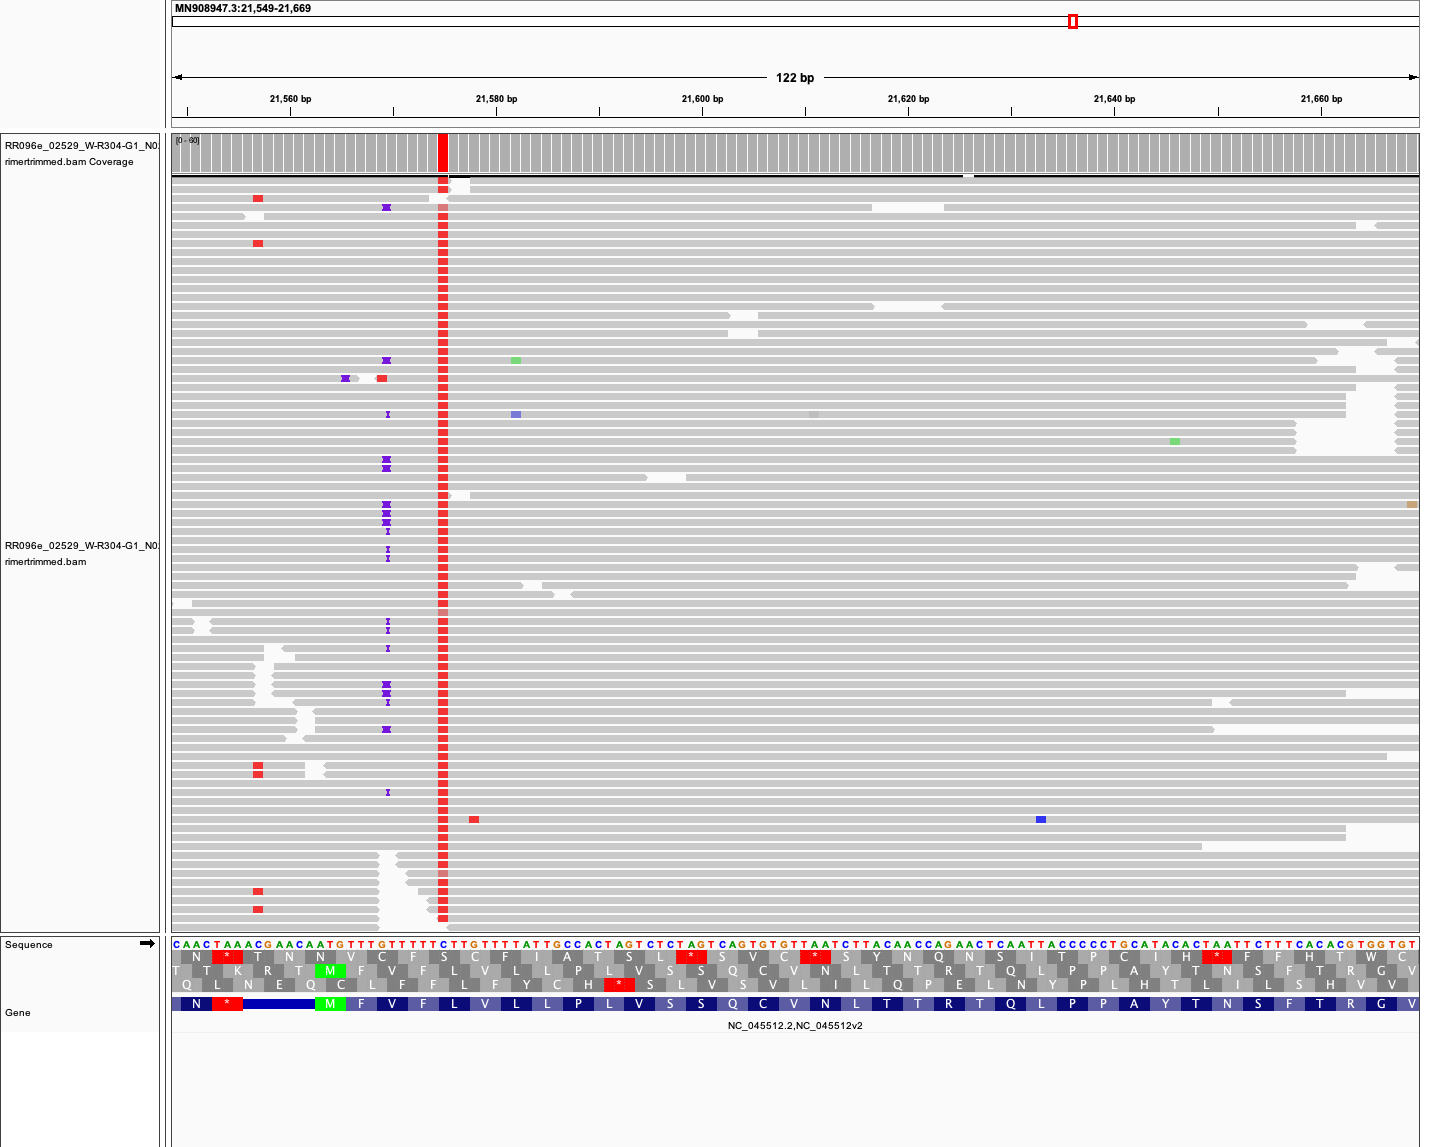 MN908947.3:21,549-21,669
122 bp
21,560 bp 21,580 bp 21,600 bp 21,620 bp 21,640 bp 21,660 bp
RR096e_02529_W-R304-G1_N0
rimertrimmed.bam Coverage
[0 - 60]
RR096e_02529_W-R304-G1_N0
rimertrimmed.bam
Sequence
CAACTAAACGAACAATGTTTGTTTTTCTTGTTTTATTGCCACTAGTCTCTAGTCAGTGTGTTAATCTTACAACCAGAACTCAATTACCCCCTGCATACACTAATTCTTTCACACGTGGTGT
N * T N N V C F S C F I A T S L * S V C * S Y N Q N S I T P C I H * F F H T W C
T T K R T M F V F L V L L P L V S S Q C V N L T T R T Q L P P A Y T N S F T R G V
Q L N E Q C L F F L F Y C H * S L V S V L I L Q P E L N Y P L H T L I L S H V V
Gene
N * M F V F L V L L P L V S S Q C V N L T T R T Q L P P A Y T N S F T R G V
NC_045512.2,NC_045512v2